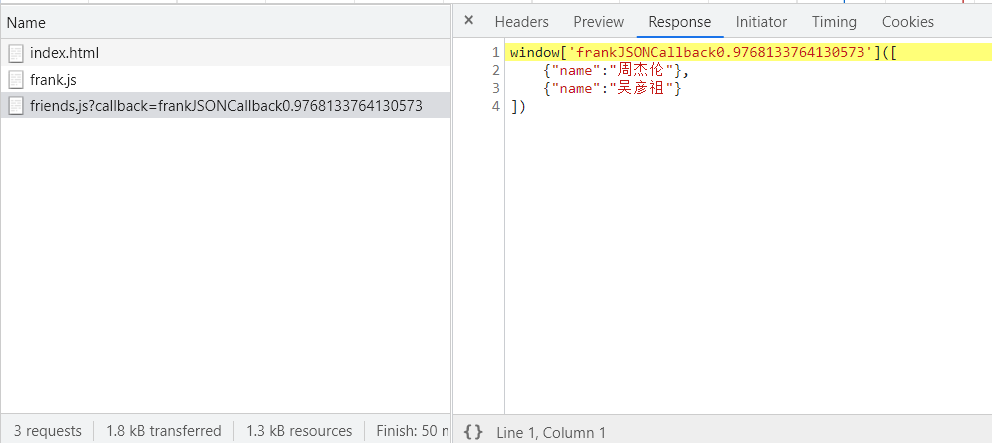 Name
index.html
frank.js
friends.js?callback=frankJSONCallback0.9768133764130573
3 requests 1.8 kB transferred 1.3 kB resources Finish: 50 
× Headers Preview Response Initiator Timing Cookies
1 window['frankJSONCallback0.9768133764130573']([
2 {"name":"周杰伦"},
3 {"name":"吴彦祖"}
4 ])
{} Line 1, Column 1